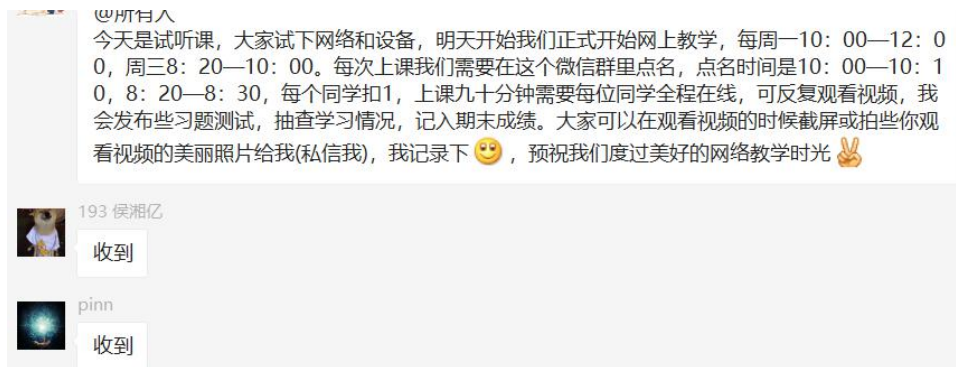 @所有人
今天是试听课，大家试下网络和设备，明天开始我们正式开始网上教学，每周一10：00—12：0
0，周三8：20—10：00。每次上课我们需要在这个微信群里点名，点名时间是10：00—10：1
0，8：20—8：30，每个同学扣1，上课九十分钟需要每位同学全程在线，可反复观看视频，我
会发布些习题测试，抽查学习情况，记入期末成绩。大家可以在观看视频的时候截屏或拍些你观
看视频的美丽照片给我(私信我)，我记录下，预祝我们度过美好的网络教学时光
193 侯湘亿
收到
pinn
收到